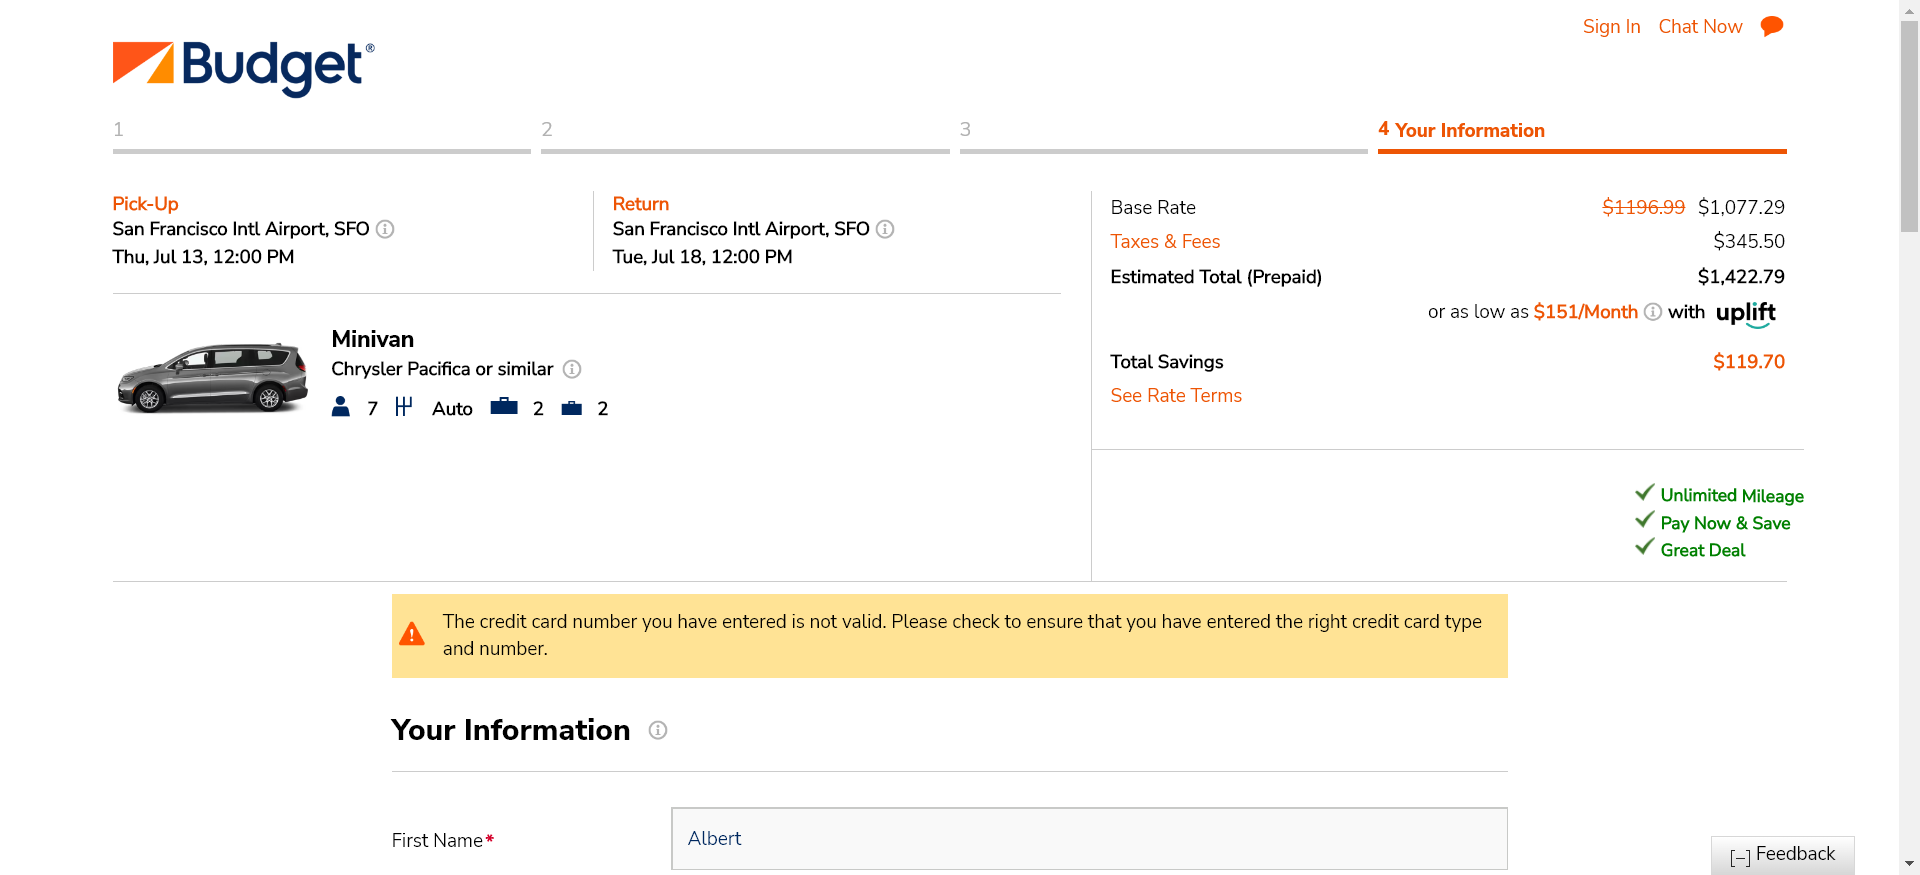 Sign In Chat Now
Budget®
1 2 3 4 Your Information
Pick-Up
San Francisco Intl Airport, SFO
Thu, Jul 13, 12:00 PM
Return
San Francisco Intl Airport, SFO
Tue, Jul 18, 12:00 PM
Base Rate $1196.99 $1,077.29
Taxes & Fees $345.50
Estimated Total (Prepaid) $1,422.79
or as low as $151/Month with uplift
Total Savings $119.70
See Rate Terms
Minivan
Chrysler Pacifica or similar
7 Auto 2 2
Unlimited Mileage
Pay Now & Save
Great Deal
The credit card number you have entered is not valid. Please check to ensure that you have entered the right credit card type
and number.
Your Information
First Name* Albert
[–] Feedback